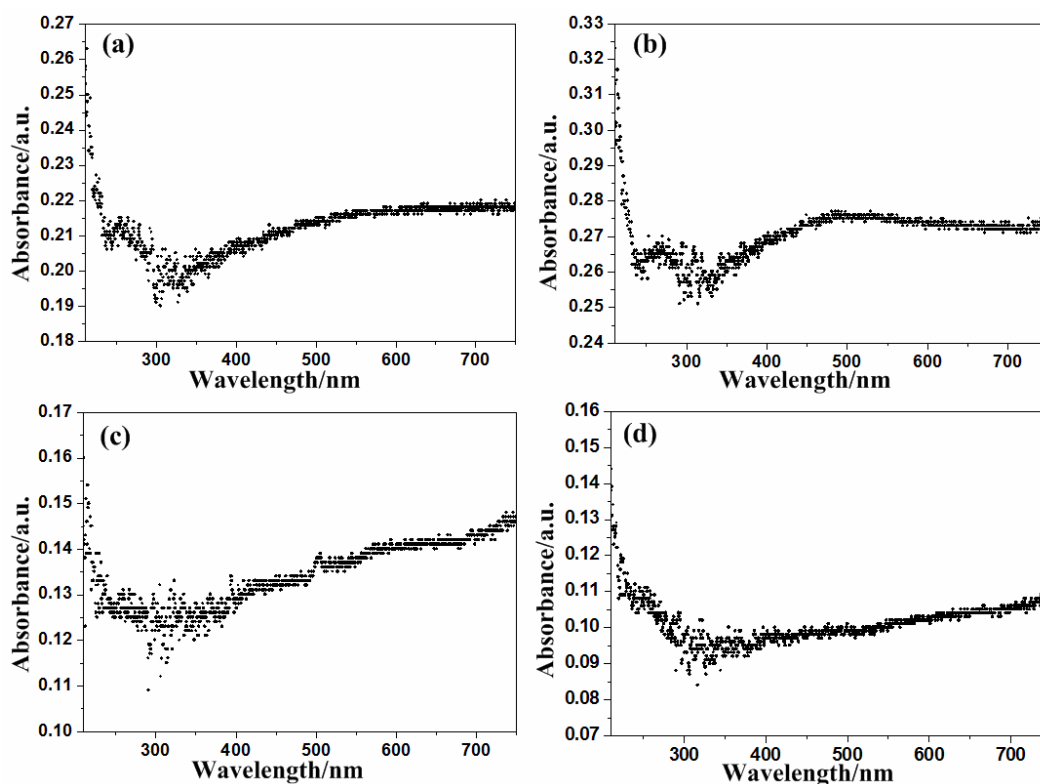 (a)
Absorbance/a.u.
0.27
0.26
0.25
0.24
0.23
0.22
0.21
0.20
0.19
0.18
300 400 500 600 700
Wavelength/nm
(b)
Absorbance/a.u.
0.33
0.32
0.31
0.30
0.29
0.28
0.27
0.26
0.25
0.24
300 400 500 600 700
Wavelength/nm
(c)
Absorbance/a.u.
0.17
0.16
0.15
0.14
0.13
0.12
0.11
0.10
300 400 500 600 700
Wavelength/nm
(d)
Absorbance/a.u.
0.16
0.15
0.14
0.13
0.12
0.11
0.10
0.09
0.08
0.07
300 400 500 600 700
Wavelength/nm